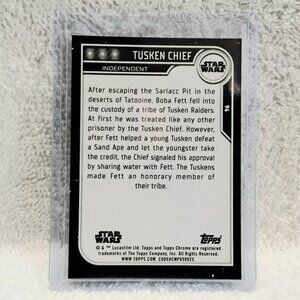 TUSKEN CHIEF
INDEPENDENT
STAR WARS
After escaping the Sarlacc Pit in the
deserts of Tatooine, Boba Fett fell into
the custody of a tribe of Tusken Raiders.
At first he was treated like any other
prisoner by the Tusken Chief. However,
after Fett helped a young Tusken defeat
a Sand Ape and let the youngster take
the credit, the Chief signaled his approval
by sharing water with Fett. The Tuskens
made Fett an honorary member of
their tribe.
STAR WARS
Topps
© & ™ Lucasfilm Ltd. Topps and Topps Chrome are registered
trademarks of The Topps Company, Inc. All Rights Reserved.
WWW.TOPPS.COM.